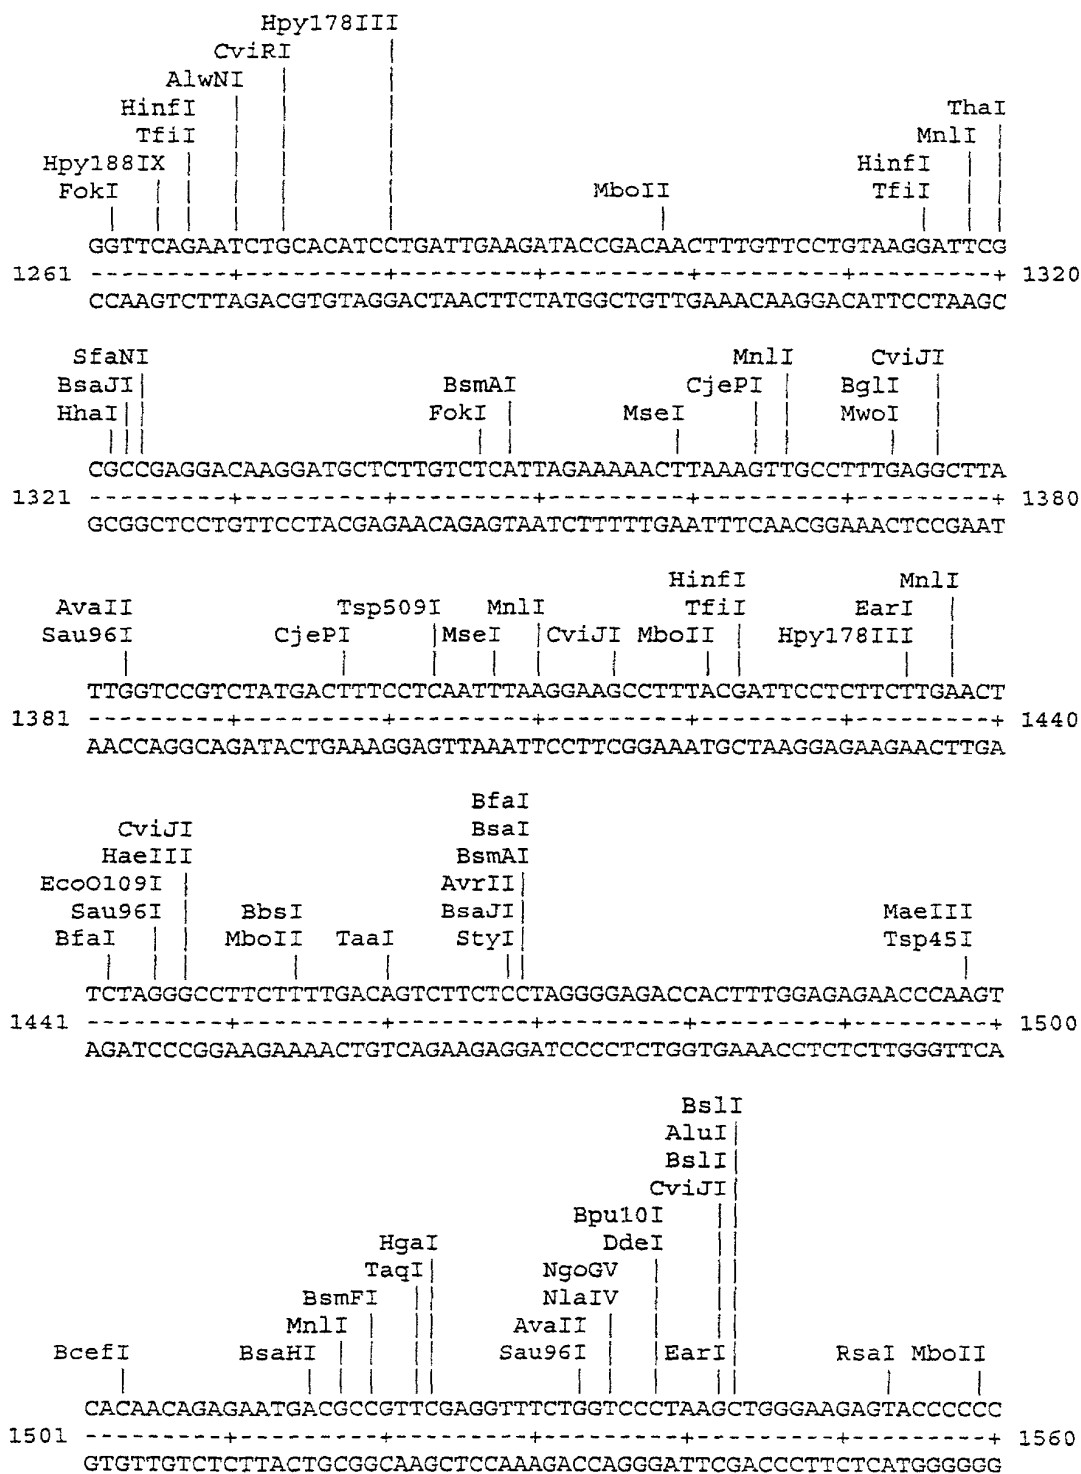 Hpy178III
CviRI
AlwNI
HinfI ThaI
TfiI MnlI
Hpy188IX HinfI
FokI MboII TfiI
GGTTCAGAATCTGCACATCCTGATTGAAGATACCGACAACTTTGTTCCTGTAAGGATTCG
1261 ---------+---------+---------+---------+---------+---------+ 1320
CCAAGTCTTAGACGTGTAGGACTAACTTCTATGGCTGTTGAAACAAGGACATTCCTAAGC
SfaNI MnlI CviJI
BsaJI BsmAI CjePI BglI
HhaI FokI MseI MwoI
CGCCGAGGACAAGGATGCTCTTGTCTCATTAGAAAAACTTAAAGTTGCCTTTGAGGCTTA
1321 ---------+---------+---------+---------+---------+---------+ 1380
GCGGCTCCTGTTCCTACGAGAACAGAGTAATCTTTTTGAATTTCAACGGAAACTCCGAAT
HinfI MnlI
AvaII Tsp509I MnlI TfiI EarI
Sau96I CjePI MseI CviJI MboII Hpy178III
TTGGTCCGTCTATGACTTTCCTCAATTTAAGGAAGCCTTTACGATTCCTCTTCTTGAACT
1381 ---------+---------+---------+---------+---------+---------+ 1440
AACCAGGCAGATACTGAAAGGAGTTAAATTCCTTCGGAAATGCTAAGGAGAAGAACTTGA
BfaI
CviJI BsaI
HaeIII BsmAI
EcoO109I AvrII
Sau96I BbsI BsaJI MaeIII
BfaI MboII TaaI StyI Tsp45I
TCTAGGGCCTTCTTTTGACAGTCTTCTCCTAGGGGAGACCACTTTGGAGAGAACCCAAGT
1441 ---------+---------+---------+---------+---------+---------+ 1500
AGATCCCGGAAGAAAACTGTCAGAAGAGGATCCCCTCTGGTGAAACCTCTCTTGGGTTCA
BslI
AluI
BslI
CviJI
Bpu10I
HgaI DdeI
TaqI NgoGV
BsmFI NlaIV
MnlI AvaII
BcefI BsaHI Sau96I EarI RsaI MboII
CACAACAGAGAATGACGCCGTTCGAGGTTTCTGGTCCCTAAGCTGGGAAGAGTACCCCCC
1501 ---------+---------+---------+---------+---------+---------+ 1560
GTGTTGTCTCTTACTGCGGCAAGCTCCAAAGACCAGGGATTCGACCCTTCTCATGGGGGG